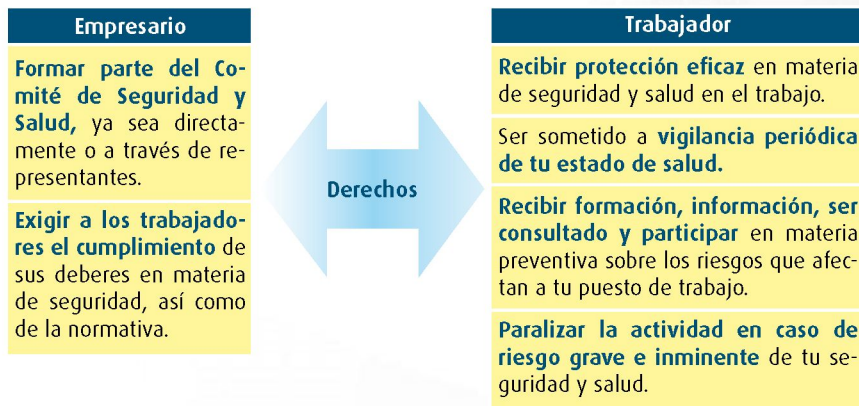 Empresario
Formar parte del Co-
mité de Seguridad y
Salud, ya sea directa-
mente o a través de re-
presentantes.
Exigir a los trabajado-
res el cumplimiento de
sus deberes en materia
de seguridad, así como
de la normativa.
Derechos
Trabajador
Recibir protección eficaz en materia
de seguridad y salud en el trabajo.
Ser sometido a vigilancia periódica
de tu estado de salud.
Recibir formación, información, ser
consultado y participar en materia
preventiva sobre los riesgos que afec-
tan a tu puesto de trabajo.
Paralizar la actividad en caso de
riesgo grave e inminente de tu se-
guridad y salud.